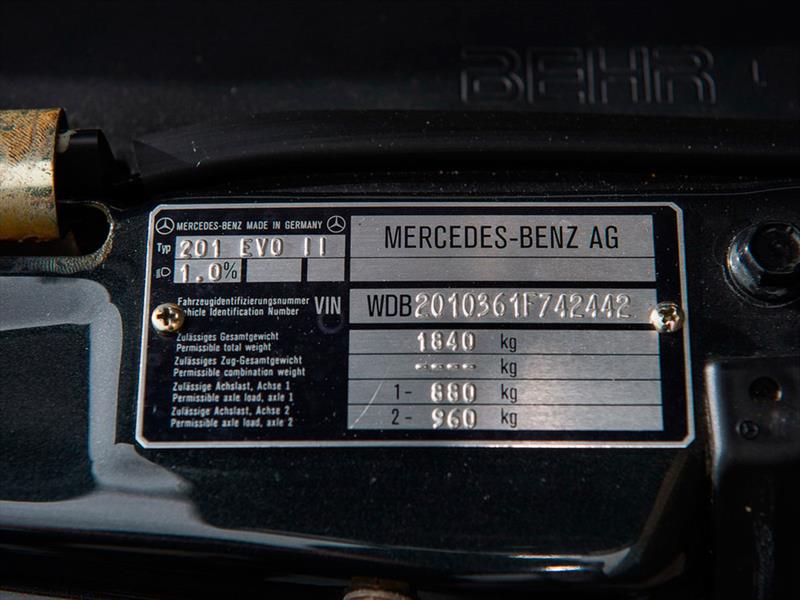 BEHR
MERCEDES-BENZ MADE IN GERMANY
Typ 201 EVO II
1.0%
MERCEDES-BENZ AG
Fahrzeugidentifizierungsnummer
Vehicle Identification Number
VIN WDB2010361F742442
Zulässiges Gesamtgewicht
Permissible total weight
1840 kg
Zulässiges Zug-Gesamtgewicht
Permissible combination weight
---- kg
Zulässige Achslast, Achse 1
Permissible axle load, axle 1
1- 880 kg
Zulässige Achslast, Achse 2
Permissible axle load, axle 2
2- 960 kg